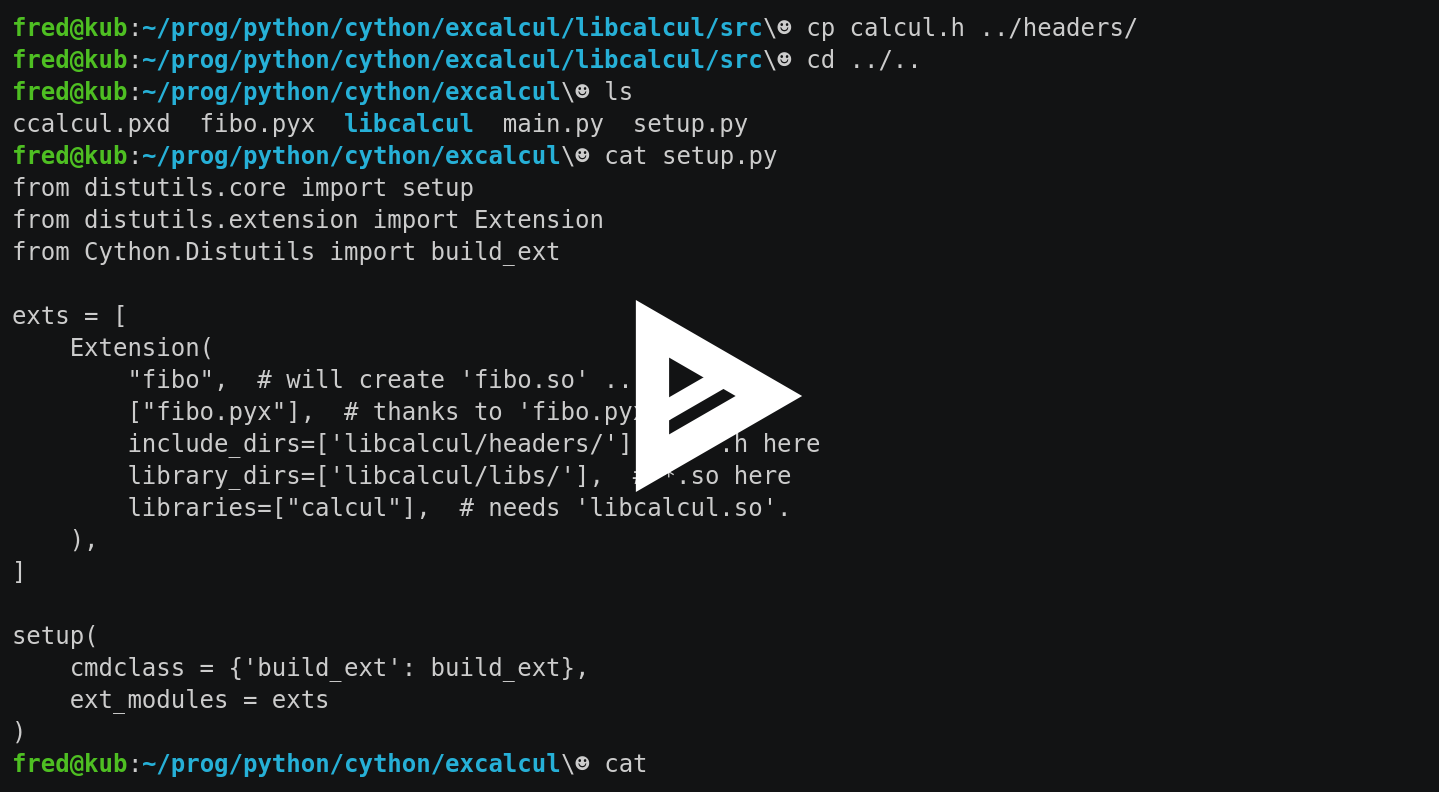 fred@kub:~/prog/python/cython/excalcul/libcalcul/src\☻ cp calcul.h ../headers/
fred@kub:~/prog/python/cython/excalcul/libcalcul/src\☻ cd ../..
fred@kub:~/prog/python/cython/excalcul\☻ ls
ccalcul.pxd  fibo.pyx  libcalcul  main.py  setup.py
fred@kub:~/prog/python/cython/excalcul\☻ cat setup.py
from distutils.core import setup
from distutils.extension import Extension
from Cython.Distutils import build_ext

exts = [
    Extension(
        "fibo",  # will create 'fibo.so' ..
        ["fibo.pyx"],  # thanks to 'fibo.pyx
        include_dirs=['libcalcul/headers/'] .h here
        library_dirs=['libcalcul/libs/'],  # *.so here
        libraries=["calcul"],  # needs 'libcalcul.so'.
    ),
]

setup(
    cmdclass = {'build_ext': build_ext},
    ext_modules = exts
)
fred@kub:~/prog/python/cython/excalcul\☻ cat